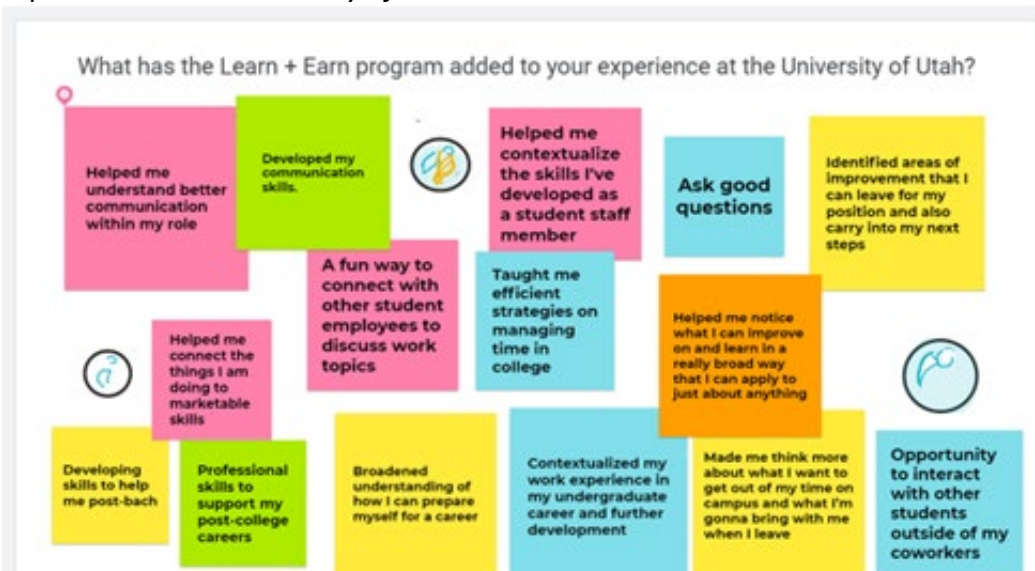 What has the Learn + Earn program added to your experience at the University of Utah?
Helped me
understand better
communication
within my role
Developed my
communication
skills.
Helped me
contextualize
the skills I've
developed as
a student staff
member
Ask good
questions
Identified areas of
improvement that I
can leave for my
position and also
carry into my next
steps
A fun way to
connect with
other student
employees to
discuss work
topics
Taught me
efficient
strategies on
managing
time in
college
Helped me notice
what I can improve
on and learn in a
really broad way
that I can apply to
just about anything
Helped me
connect the
things I am
doing to
marketable
skills
Developing
skills to help
me post-bach
Professional
skills to
support my
post-college
careers
Broadened
understanding of
how I can prepare
myself for a career
Contextualized my
work experience in
my undergraduate
career and further
development
Made me think more
about what I want to
get out of my time on
campus and what I'm
gonna bring with me
when I leave
Opportunity
to interact
with other
students
outside of my
coworkers